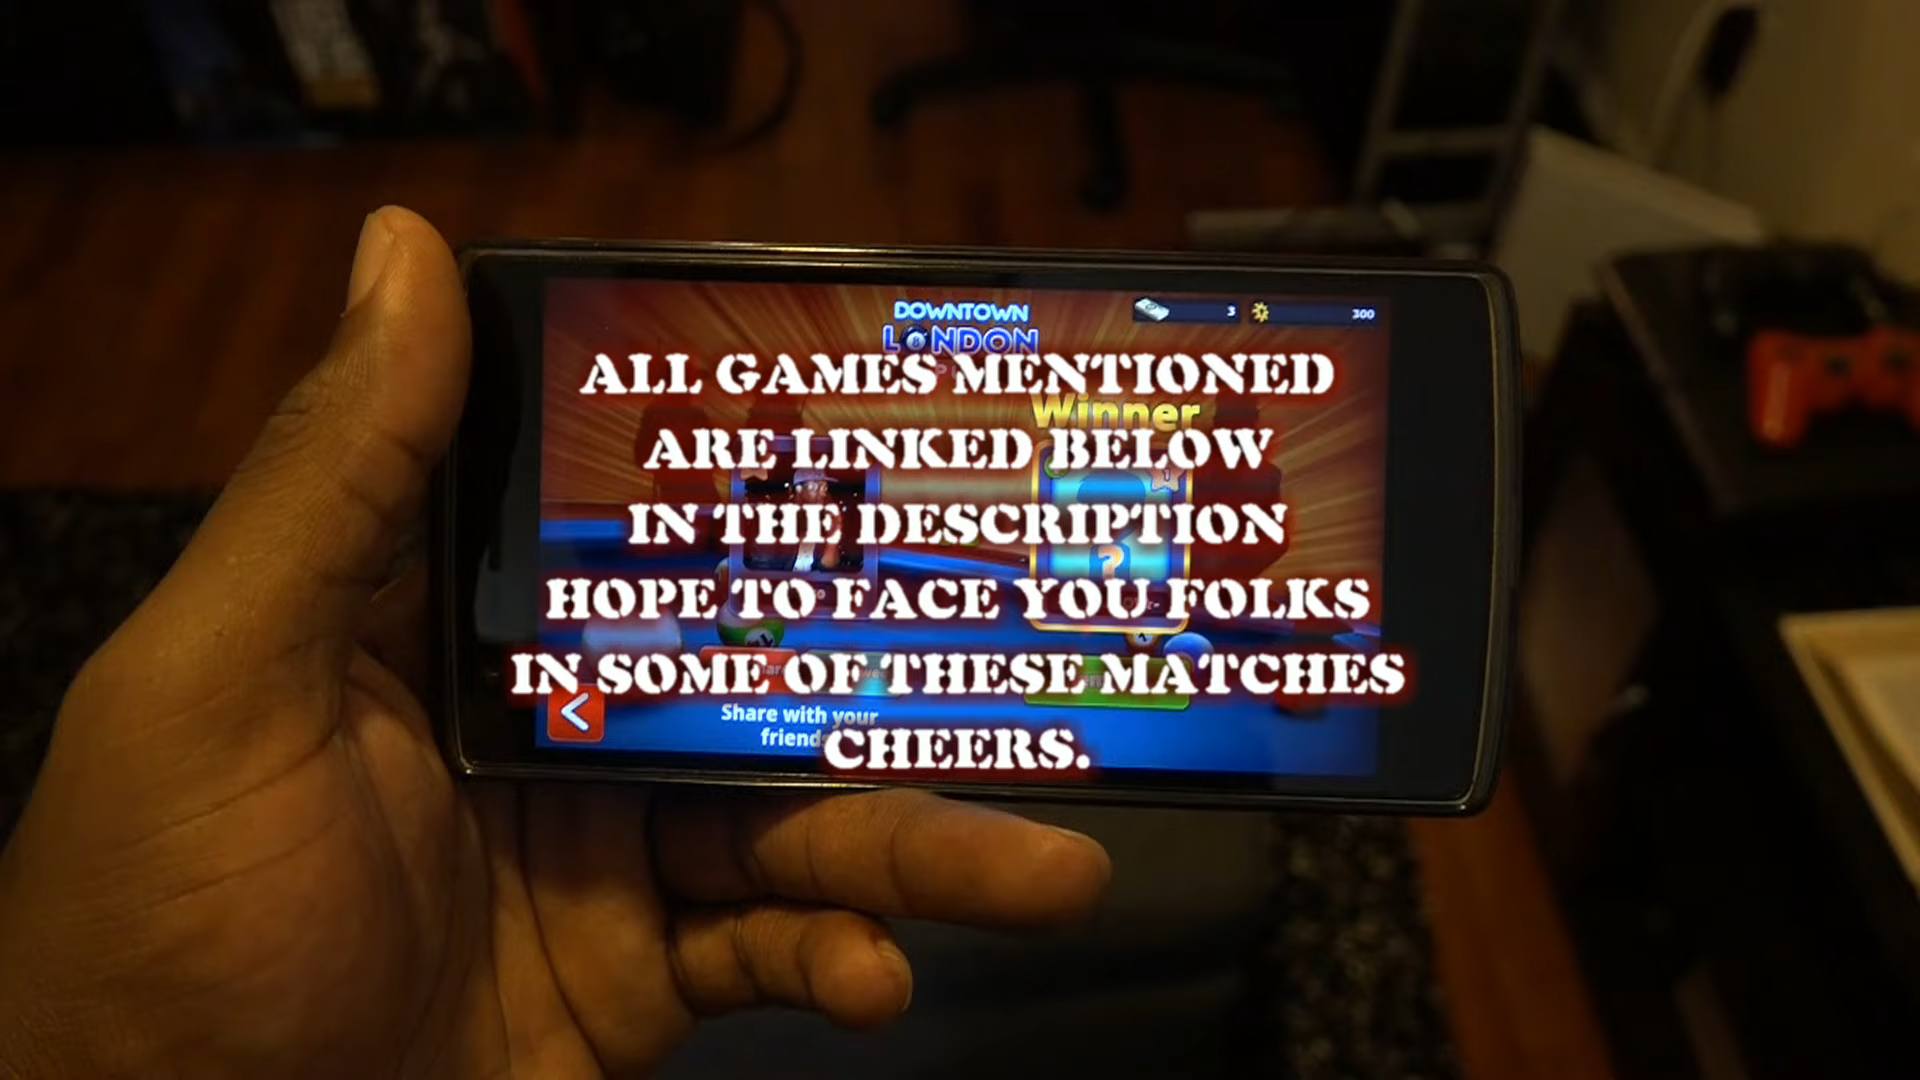 DOWNTOWN
LONDON
3
300
Winner
ALL GAMES MENTIONED
ARE LINKED BELOW
IN THE DESCRIPTION
HOPE TO FACE YOU FOLKS
IN SOME OF THESE MATCHES
CHEERS.
Share with your